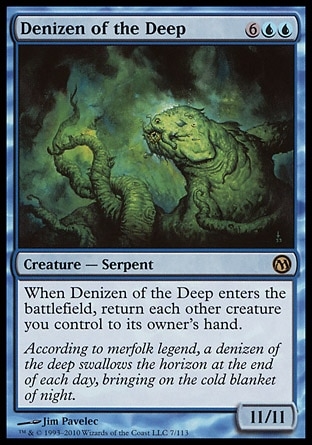 Denizen of the Deep 6
Creature — Serpent
When Denizen of the Deep enters the
battlefield, return each other creature
you control to its owner's hand.
According to merfolk legend, a denizen of
the deep swallows the horizon at the end
of each day, bringing on the cold blanket
of night.
Jim Pavelec
™ & © 1993-2010 Wizards of the Coast LLC 7/113
11/11